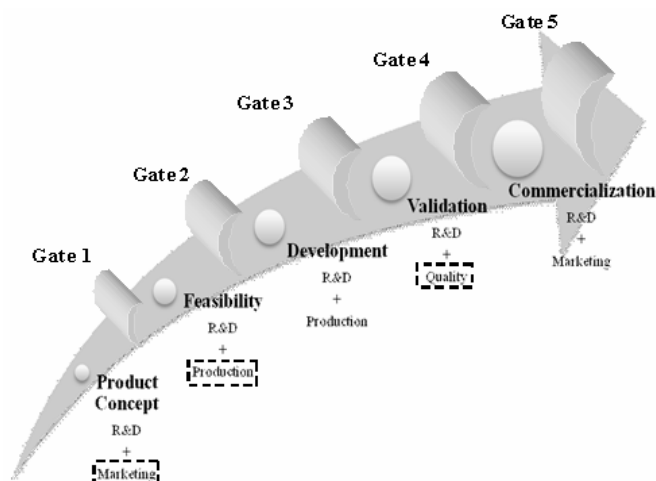 Gate 5
Gate 4
Gate 3
Gate 2
Gate 1
Commercialization
R&D
+
Marketing
Validation
R&D
+
Quality
Development
R&D
+
Production
Feasibility
R&D
+
Production
Product
Concept
R&D
+
Marketing